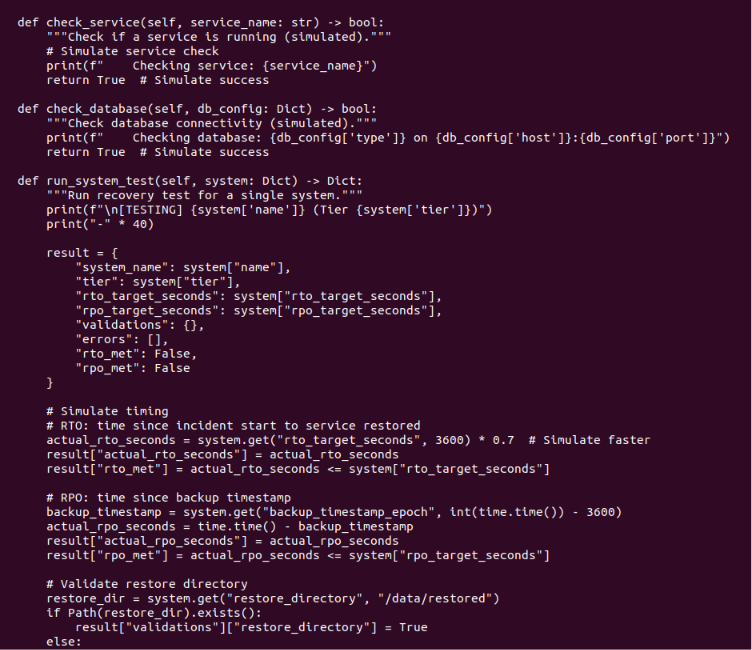 def check_service(self, service_name: str) -> bool:
    """Check if a service is running (simulated)."""
    # Simulate service check
    print(f"    Checking service: {service_name}")
    return True  # Simulate success

def check_database(self, db_config: Dict) -> bool:
    """Check database connectivity (simulated)."""
    print(f"    Checking database: {db_config['type']} on {db_config['host']}:{db_config['port']}")
    return True  # Simulate success

def run_system_test(self, system: Dict) -> Dict:
    """Run recovery test for a single system."""
    print(f"\n[TESTING] {system['name']} (Tier {system['tier']})")
    print("-" * 40)

    result = {
        "system_name": system["name"],
        "tier": system["tier"],
        "rto_target_seconds": system["rto_target_seconds"],
        "rpo_target_seconds": system["rpo_target_seconds"],
        "validations": {},
        "errors": [],
        "rto_met": False,
        "rpo_met": False
    }

    # Simulate timing
    # RTO: time since incident start to service restored
    actual_rto_seconds = system.get("rto_target_seconds", 3600) * 0.7  # Simulate faster
    result["actual_rto_seconds"] = actual_rto_seconds
    result["rto_met"] = actual_rto_seconds <= system["rto_target_seconds"]

    # RPO: time since backup timestamp
    backup_timestamp = system.get("backup_timestamp_epoch", int(time.time()) - 3600)
    actual_rpo_seconds = time.time() - backup_timestamp
    result["actual_rpo_seconds"] = actual_rpo_seconds
    result["rpo_met"] = actual_rpo_seconds <= system["rpo_target_seconds"]

    # Validate restore directory
    restore_dir = system.get("restore_directory", "/data/restored")
    if Path(restore_dir).exists():
        result["validations"]["restore_directory"] = True
    else: